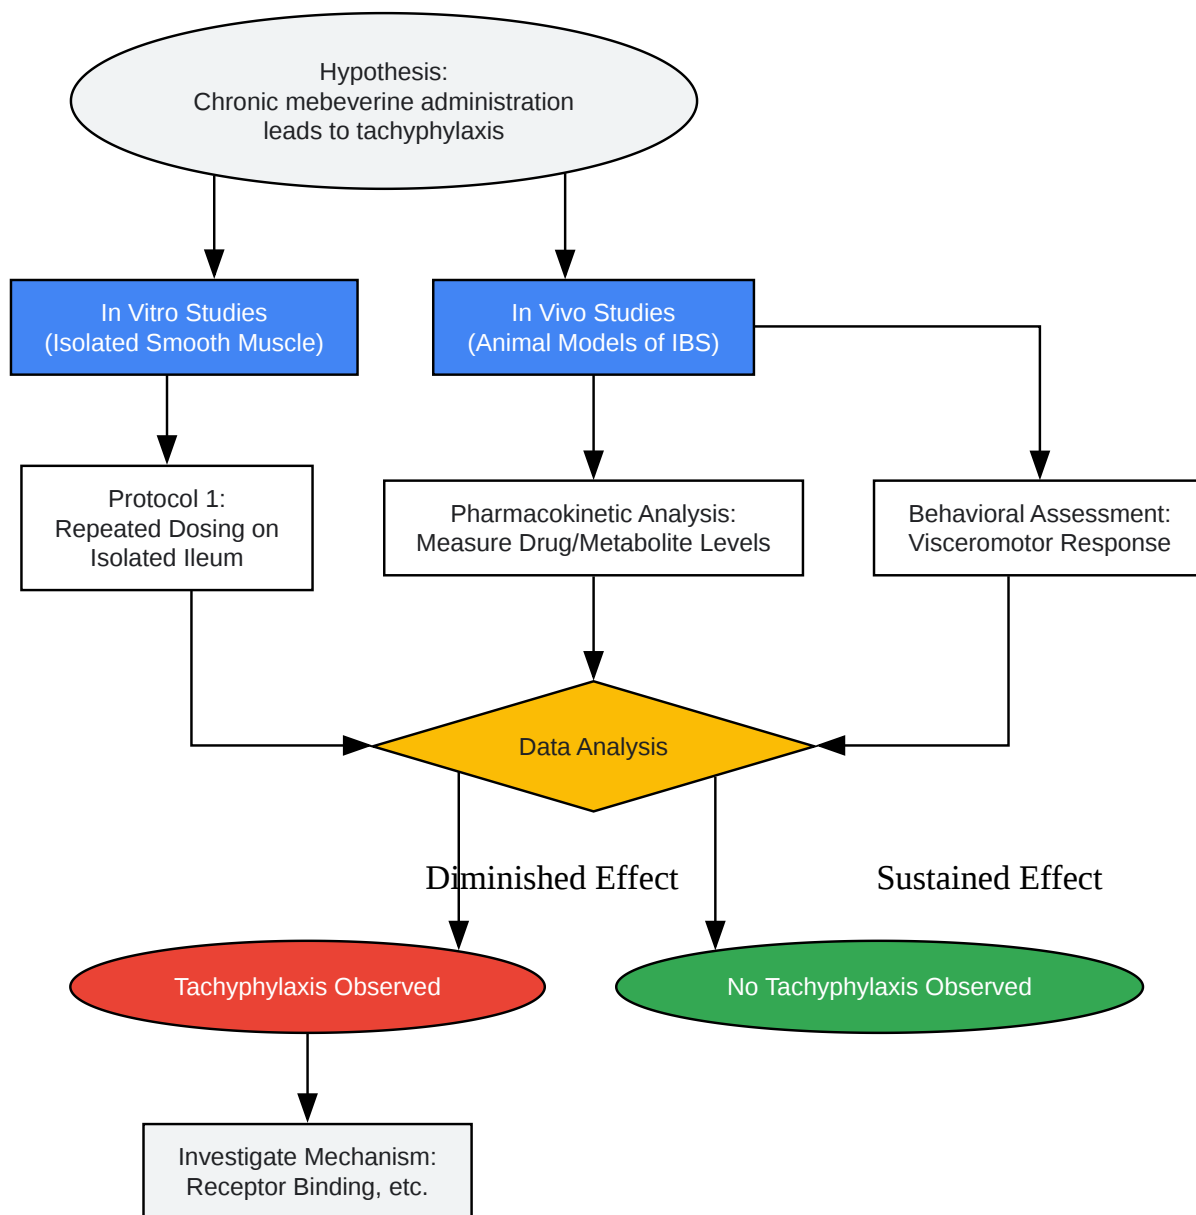 Hypothesis:
Chronic mebeverine administration
leads to tachyphylaxis
In Vitro Studies
(Isolated Smooth Muscle)
In Vivo Studies
(Animal Models of IBS)
Protocol 1:
Repeated Dosing on
Isolated Ileum
Pharmacokinetic Analysis:
Measure Drug/Metabolite Levels
Behavioral Assessment:
Visceromotor Response
Data Analysis
Diminished Effect
Sustained Effect
Tachyphylaxis Observed
No Tachyphylaxis Observed
Investigate Mechanism:
Receptor Binding, etc.